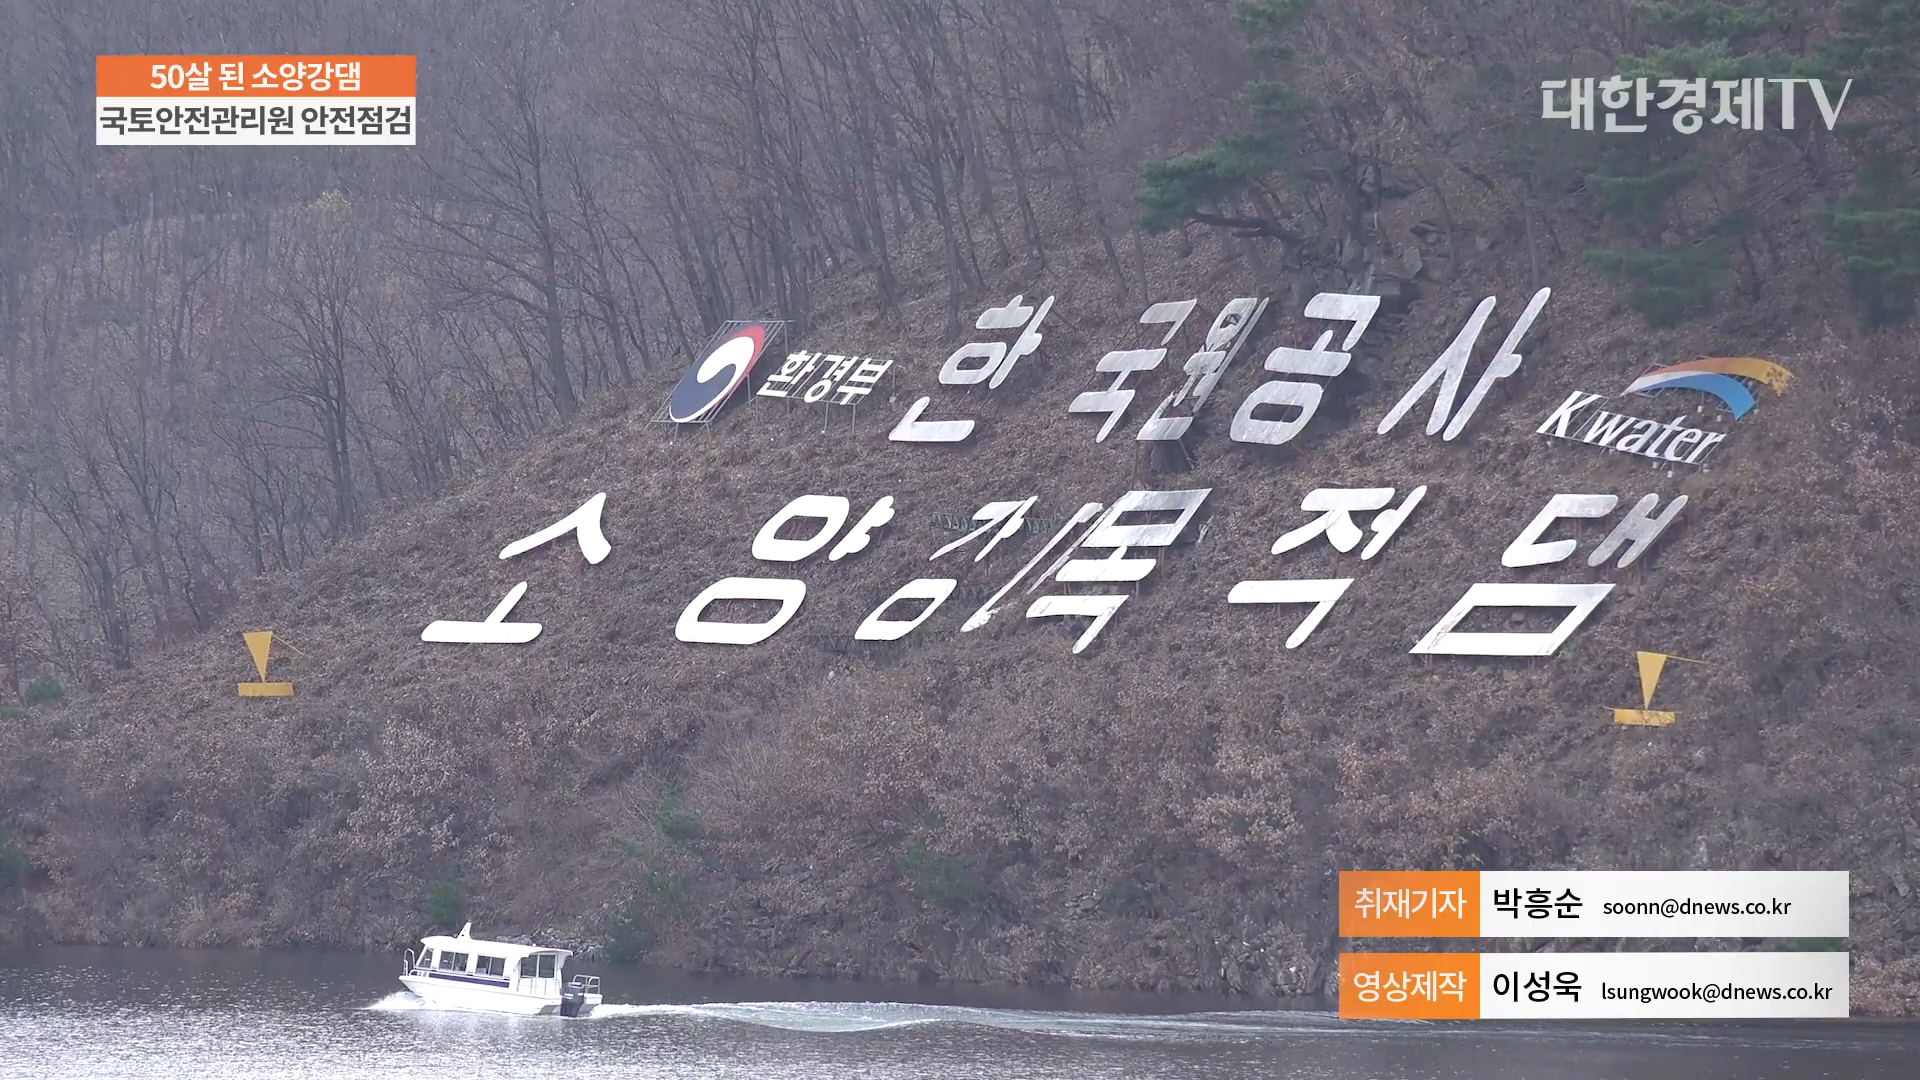 50살 된 소양강댐
국토안전관리원 안전점검
대한경제TV
환경부 한국원공사 K water
소양강목적댐
취재기자 박흥순 soonn@dnews.co.kr
영상제작 이성욱 lsungwook@dnews.co.kr